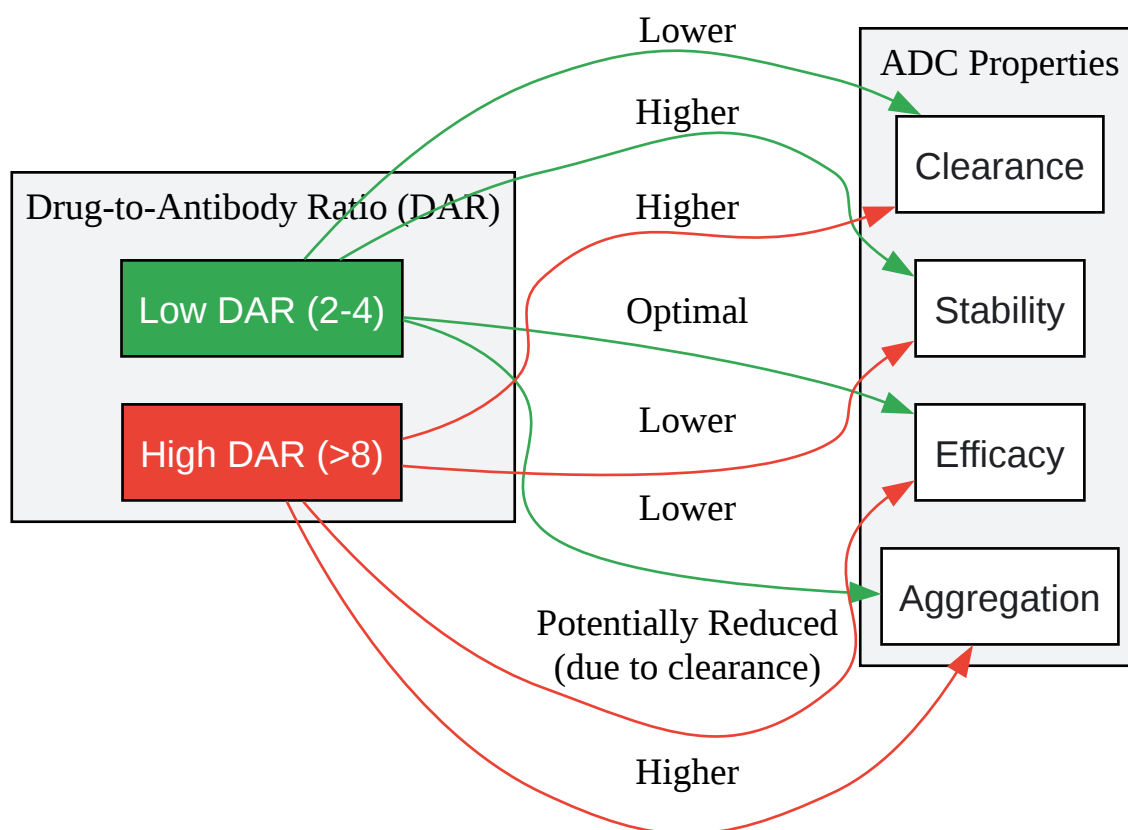 Lower
ADC Properties
Higher
Clearance
Drug-to-Antibody Ratio (DAR)
Higher
Low DAR (2-4)
Optimal
Stability
High DAR (>8)
Lower
Efficacy
Lower
Aggregation
Potentially Reduced
(due to clearance)
Higher